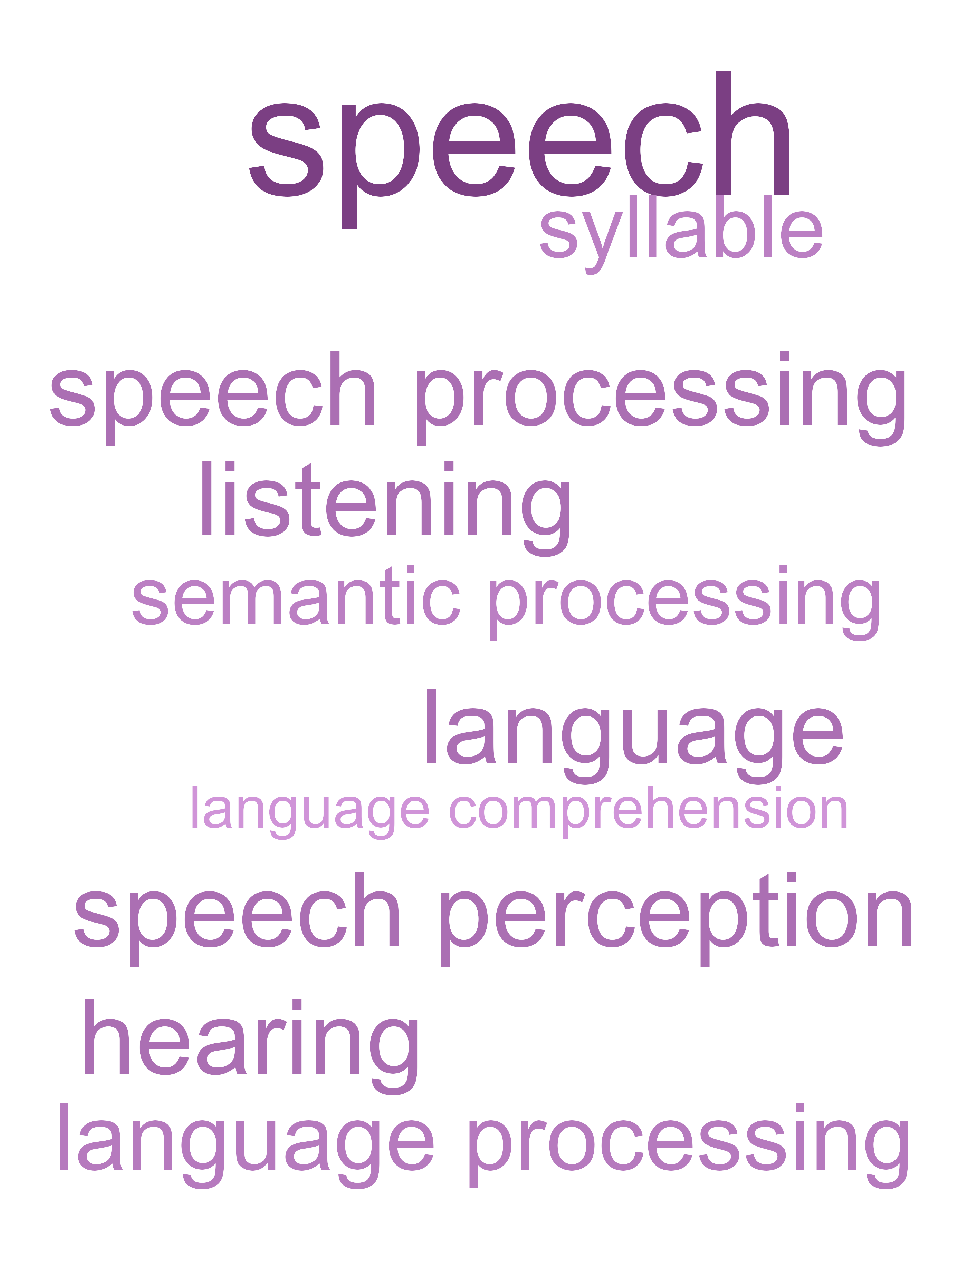 speech
syllable
speech processing
listening
semantic processing
language
language comprehension
speech perception
hearing
language processing